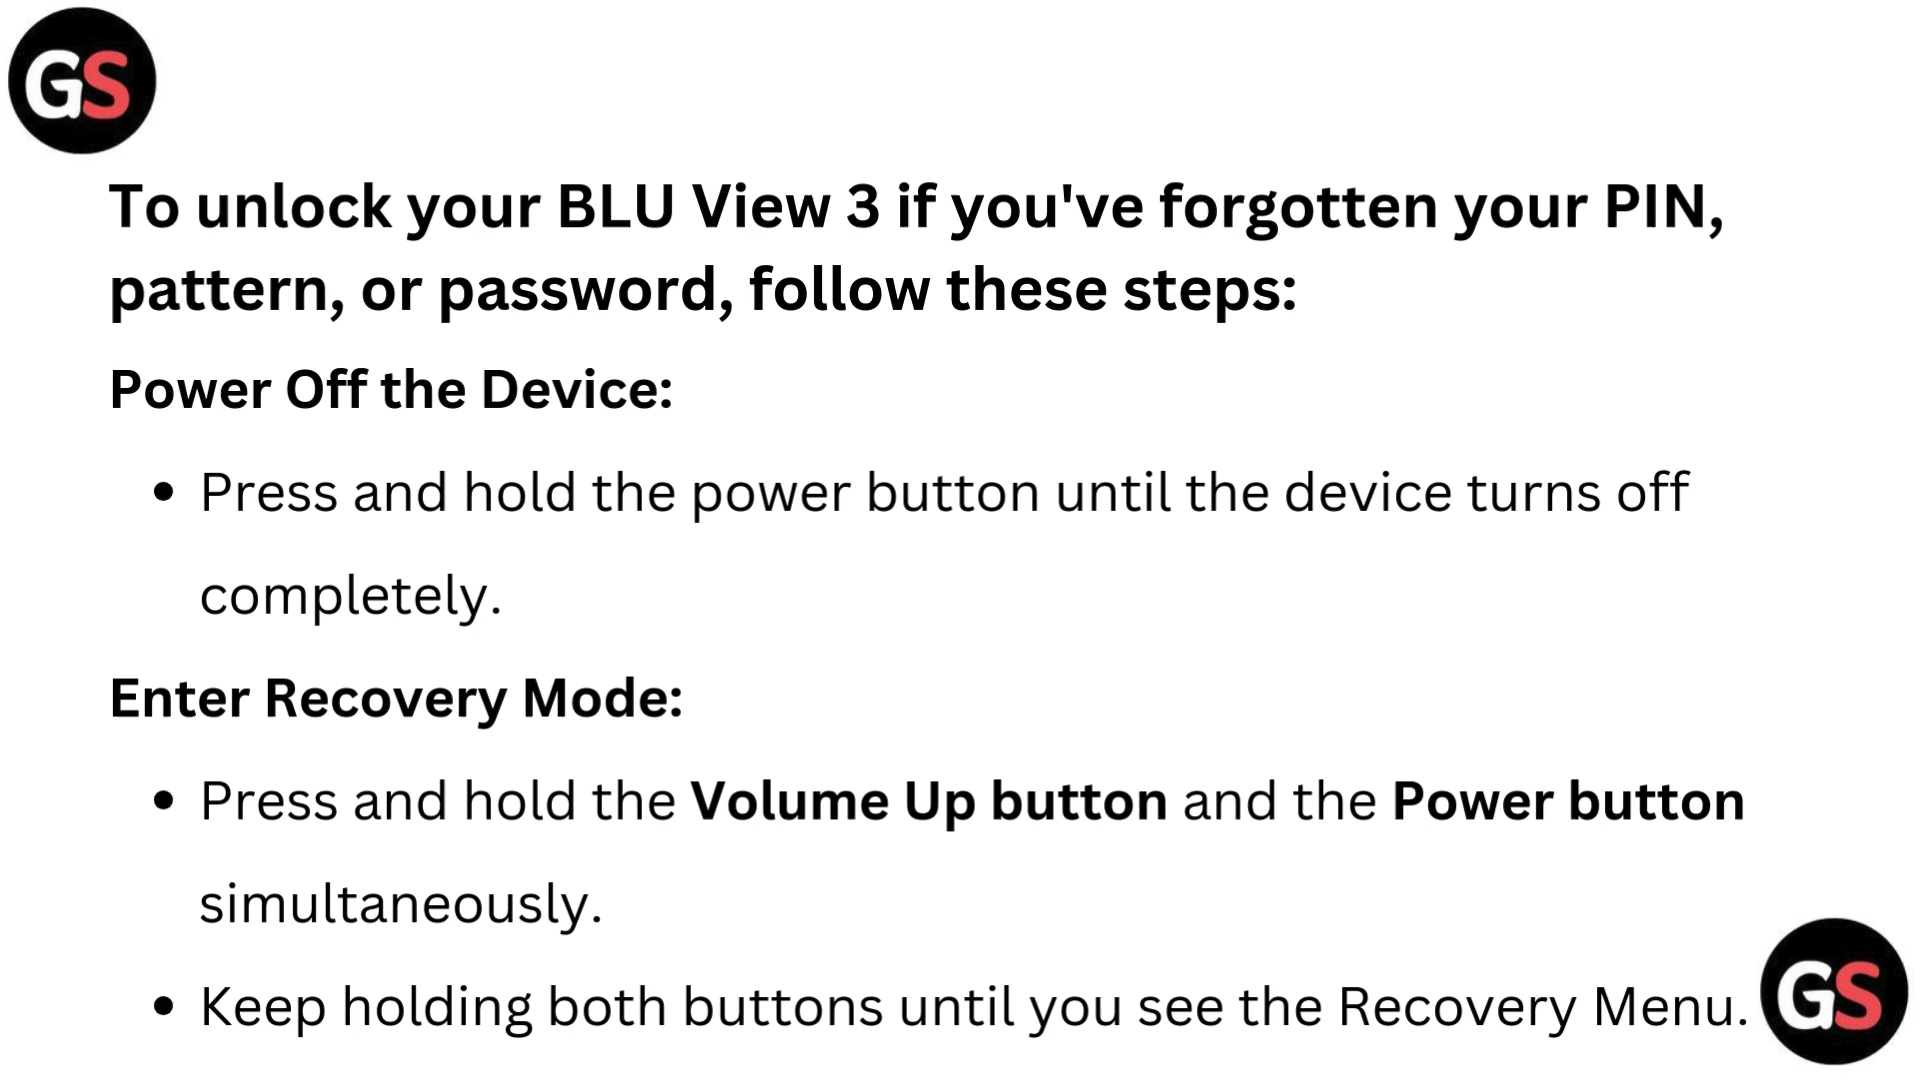 GS
To unlock your BLU View 3 if you've forgotten your PIN,
pattern, or password, follow these steps:
Power Off the Device:
• Press and hold the power button until the device turns off
completely.
Enter Recovery Mode:
• Press and hold the Volume Up button and the Power button
simultaneously.
• Keep holding both buttons until you see the Recovery Menu.
GS